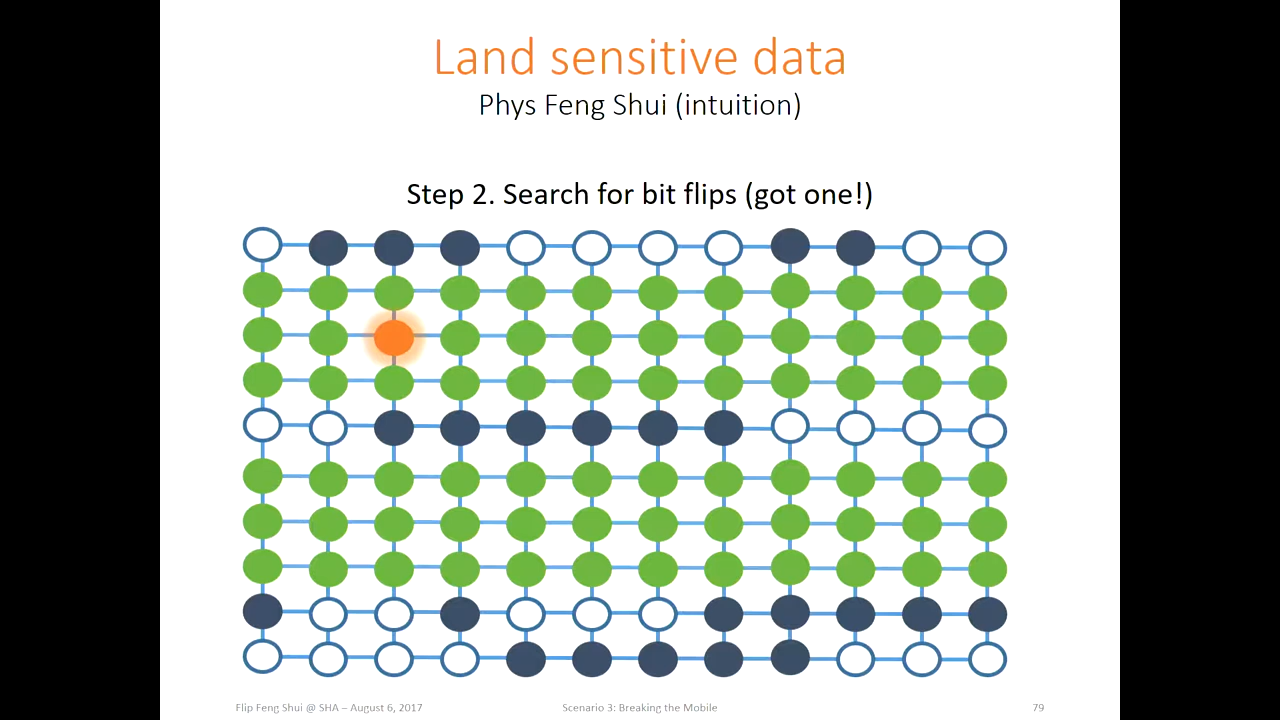 Land sensitive data
Phys Feng Shui (intuition)
Step 2. Search for bit flips (got one!)
Flip Feng Shui @ SHA – August 6, 2017
Scenario 3: Breaking the Mobile
79